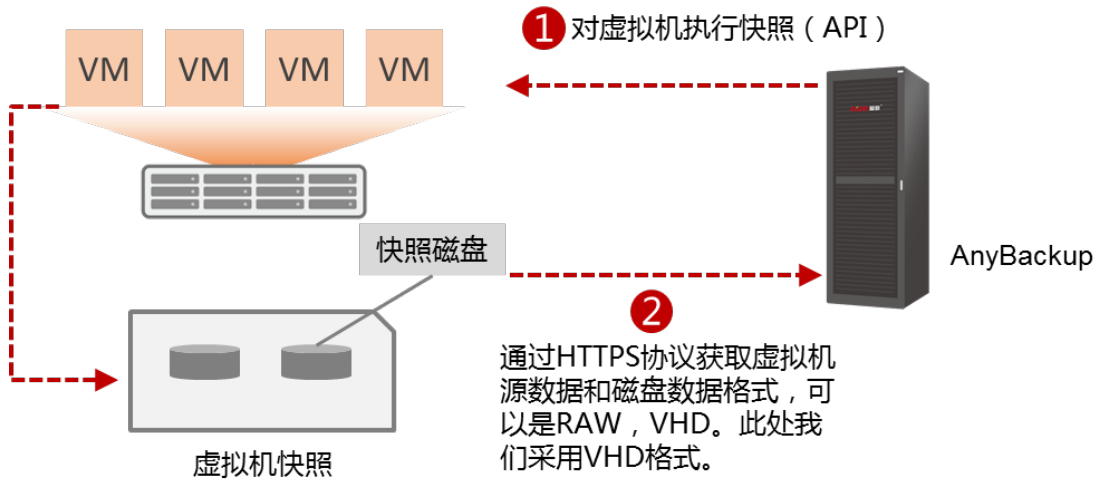 1 对虚拟机执行快照（API）
VM VM VM VM
快照磁盘
AnyBackup
2
通过HTTPS协议获取虚拟机
源数据和磁盘数据格式，可
以是RAW，VHD。此处我
们采用VHD格式。
虚拟机快照